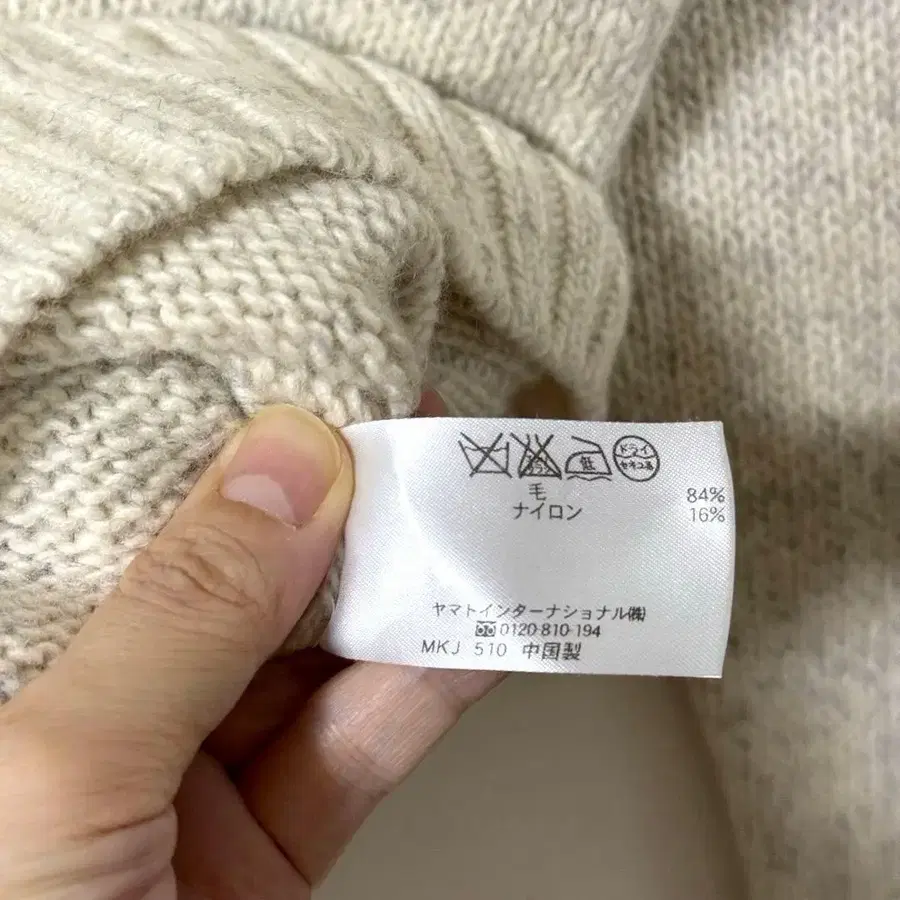 ドライ
セキユ系
低
毛 84%
ナイロン 16%
ヤマトインターナショナル㈱
0120-810-194
MKJ 510 中国製